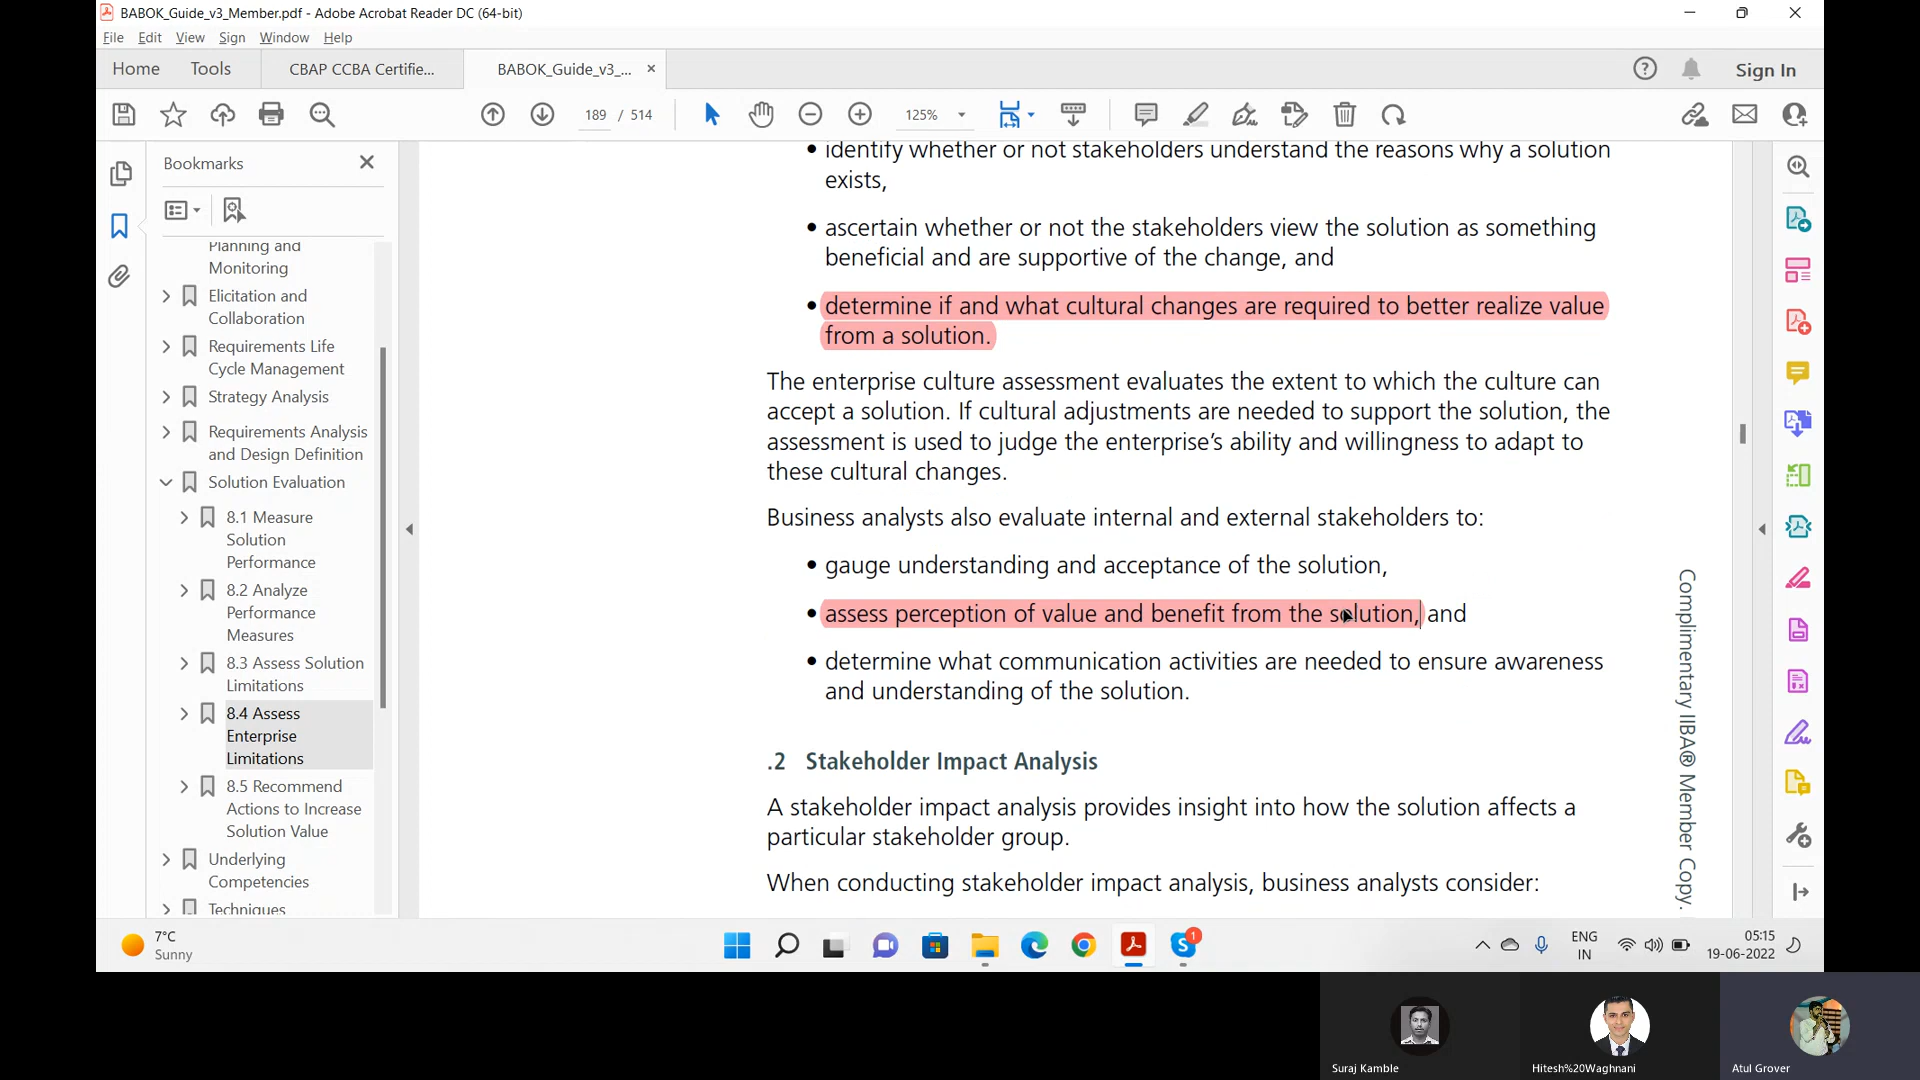 BABOK_Guide_v3_Member.pdf - Adobe Acrobat Reader DC (64-bit)
File Edit View Sign Window Help
Home Tools CBAP CCBA Certifie... BABOK_Guide_v3_... Sign In
189 / 514 125%
Bookmarks
Planning and
Monitoring
Elicitation and
Collaboration
Requirements Life
Cycle Management
Strategy Analysis
Requirements Analysis
and Design Definition
Solution Evaluation
8.1 Measure
Solution
Performance
8.2 Analyze
Performance
Measures
8.3 Assess Solution
Limitations
8.4 Assess
Enterprise
Limitations
8.5 Recommend
Actions to Increase
Solution Value
Underlying
Competencies
Techniques
• identify whether or not stakeholders understand the reasons why a solution
exists,
• ascertain whether or not the stakeholders view the solution as something
beneficial and are supportive of the change, and
• determine if and what cultural changes are required to better realize value
from a solution.
The enterprise culture assessment evaluates the extent to which the culture can
accept a solution. If cultural adjustments are needed to support the solution, the
assessment is used to judge the enterprise's ability and willingness to adapt to
these cultural changes.
Business analysts also evaluate internal and external stakeholders to:
• gauge understanding and acceptance of the solution,
• assess perception of value and benefit from the solution, and
• determine what communication activities are needed to ensure awareness
and understanding of the solution.
.2 Stakeholder Impact Analysis
A stakeholder impact analysis provides insight into how the solution affects a
particular stakeholder group.
When conducting stakeholder impact analysis, business analysts consider:
Complimentary IIBA® Member Copy.
7°C
Sunny
1
ENG
IN
05:15
19-06-2022
Suraj Kamble
Hitesh%20Waghnani
Atul Grover